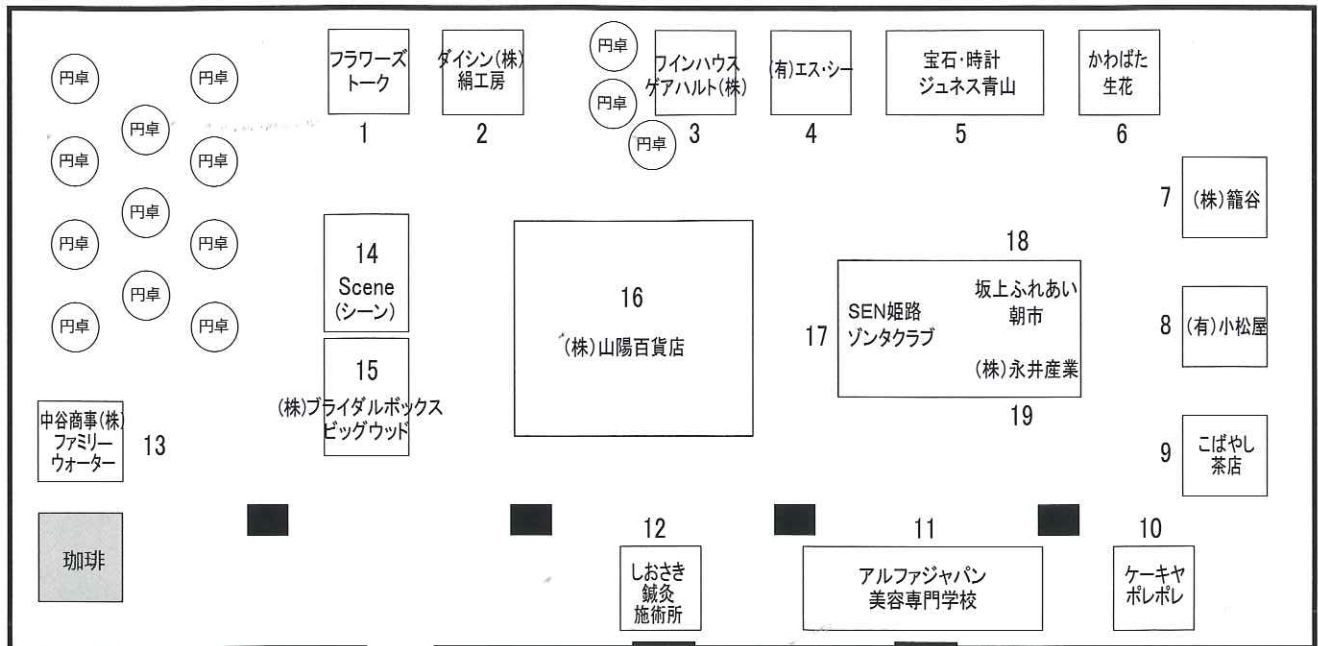 円卓
円卓
円卓
円卓
円卓
円卓
円卓
円卓
円卓
円卓
円卓
フラワーズ
トーク
1
ダイシン(株)
絹工房
2
円卓
円卓
円卓
ワインハウス
ゲアハルト(株)
3
(有)エス・シー
4
宝石・時計
ジュネス青山
5
かわばた
生花
6
7
(株)籠谷
8
(有)小松屋
9
こばやし
茶店
14
Scene
(シーン)
15
(株)ブライダルボックス
ビッグウッド
16
(株)山陽百貨店
17
SEN姫路
ゾンタクラブ
18
坂上ふれあい
朝市
(株)永井産業
19
中谷商事(株)
ファミリー
ウォーター
13
珈琲
12
しおさき
鍼灸
施術所
11
アルファジャパン
美容専門学校
10
ケーキヤ
ポレポレ